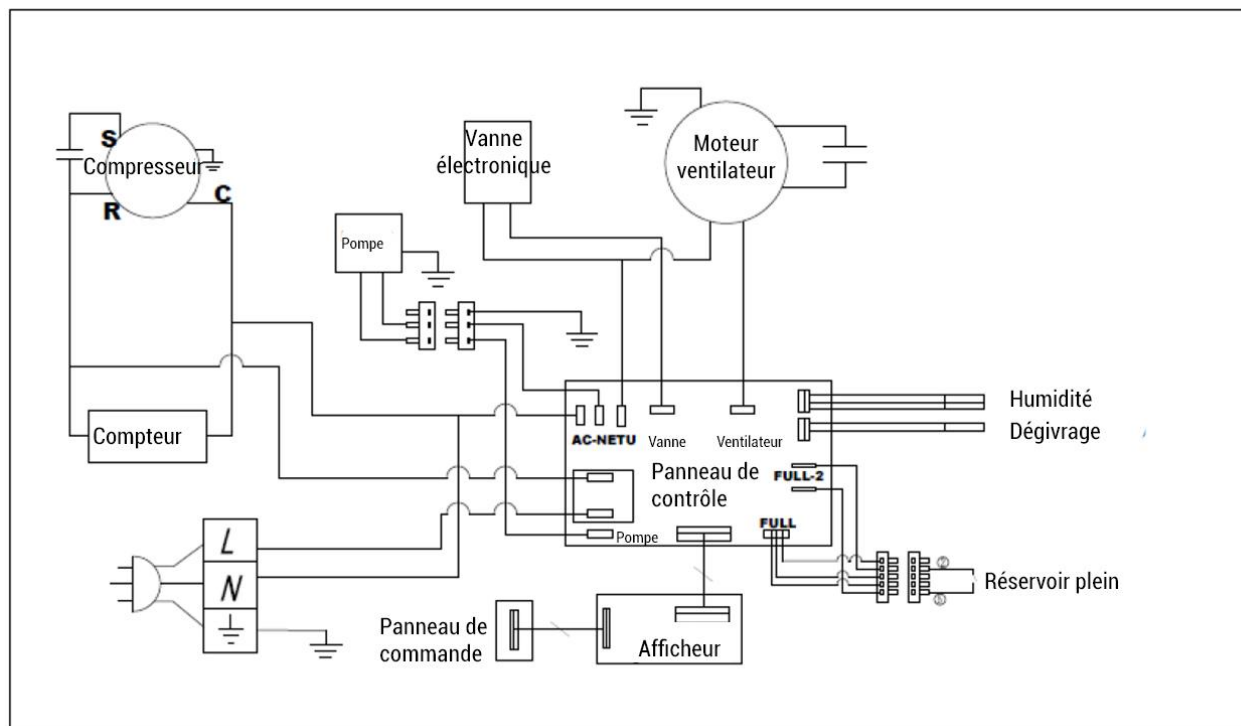 S
Compresseur
R
C
Vanne
électronique
Moteur
ventilateur
Pompe
Compteur
AC-NETU
Vanne
Ventilateur
Panneau de
contrôle
Pompe
FULL-2
FULL
Humidité
Dégivrage
L
N
Panneau de
commande
Afficheur
Réservoir plein